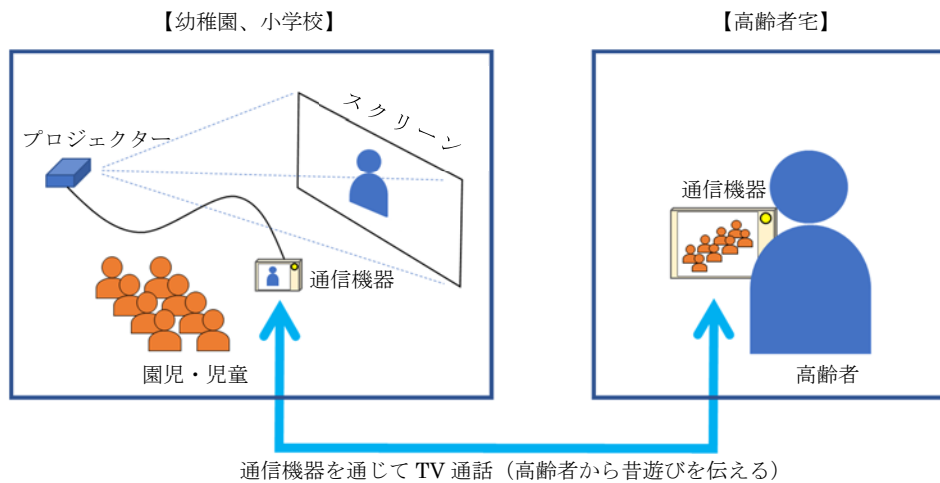 【幼稚園、小学校】
【高齢者宅】
プロジェクター
スクリーン
通信機器
通信機器
園児・児童
高齢者
通信機器を通じて TV 通話（高齢者から昔遊びを伝える）